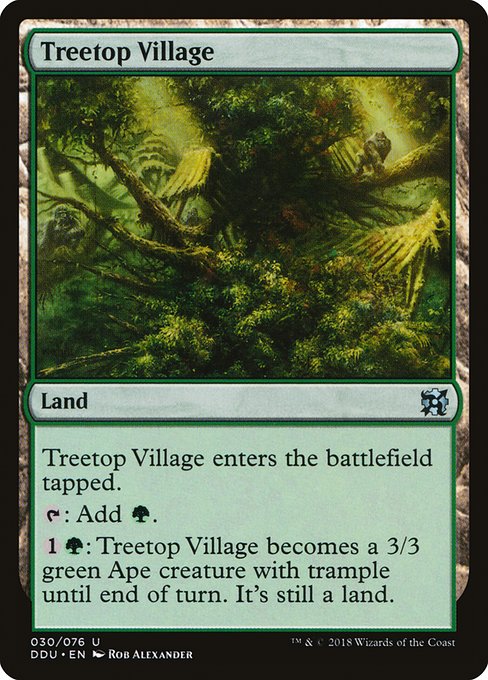 Treetop Village
Land
Treetop Village enters the battlefield
tapped.
: Add .
1 : Treetop Village becomes a 3/3
green Ape creature with trample
until end of turn. It's still a land.
030/076 U
DDU • EN Rob Alexander
™ & © 2018 Wizards of the Coast